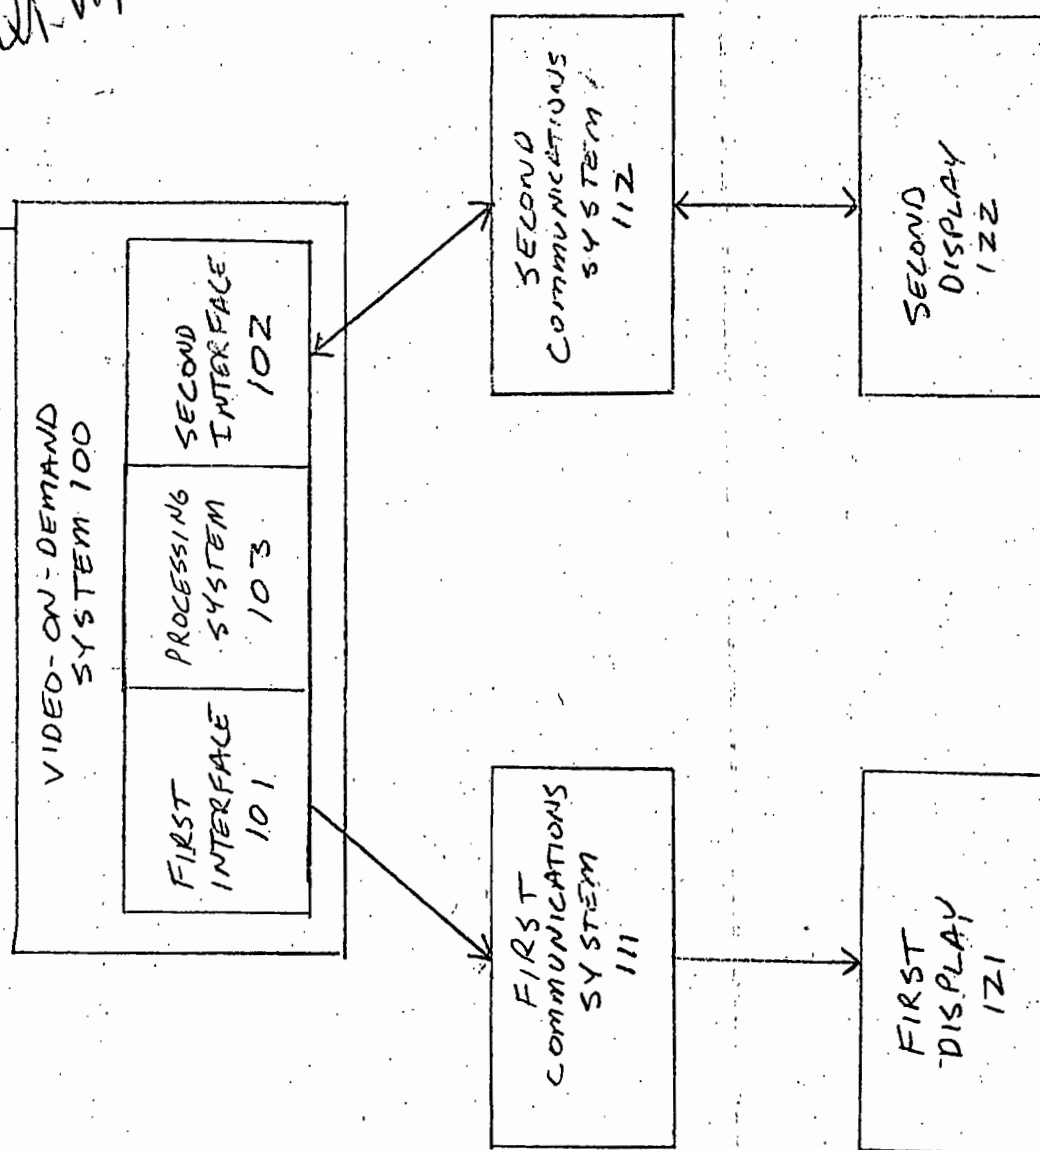 VIDEO-ON-DEMAND
SYSTEM 100
FIRST
INTERFACE
101
PROCESSING
SYSTEM
103
SECOND
INTERFACE
102
FIRST
COMMUNICATIONS
SYSTEM
111
SECOND
COMMUNICATIONS
SYSTEM
112
FIRST
DISPLAY
121
SECOND
DISPLAY
122